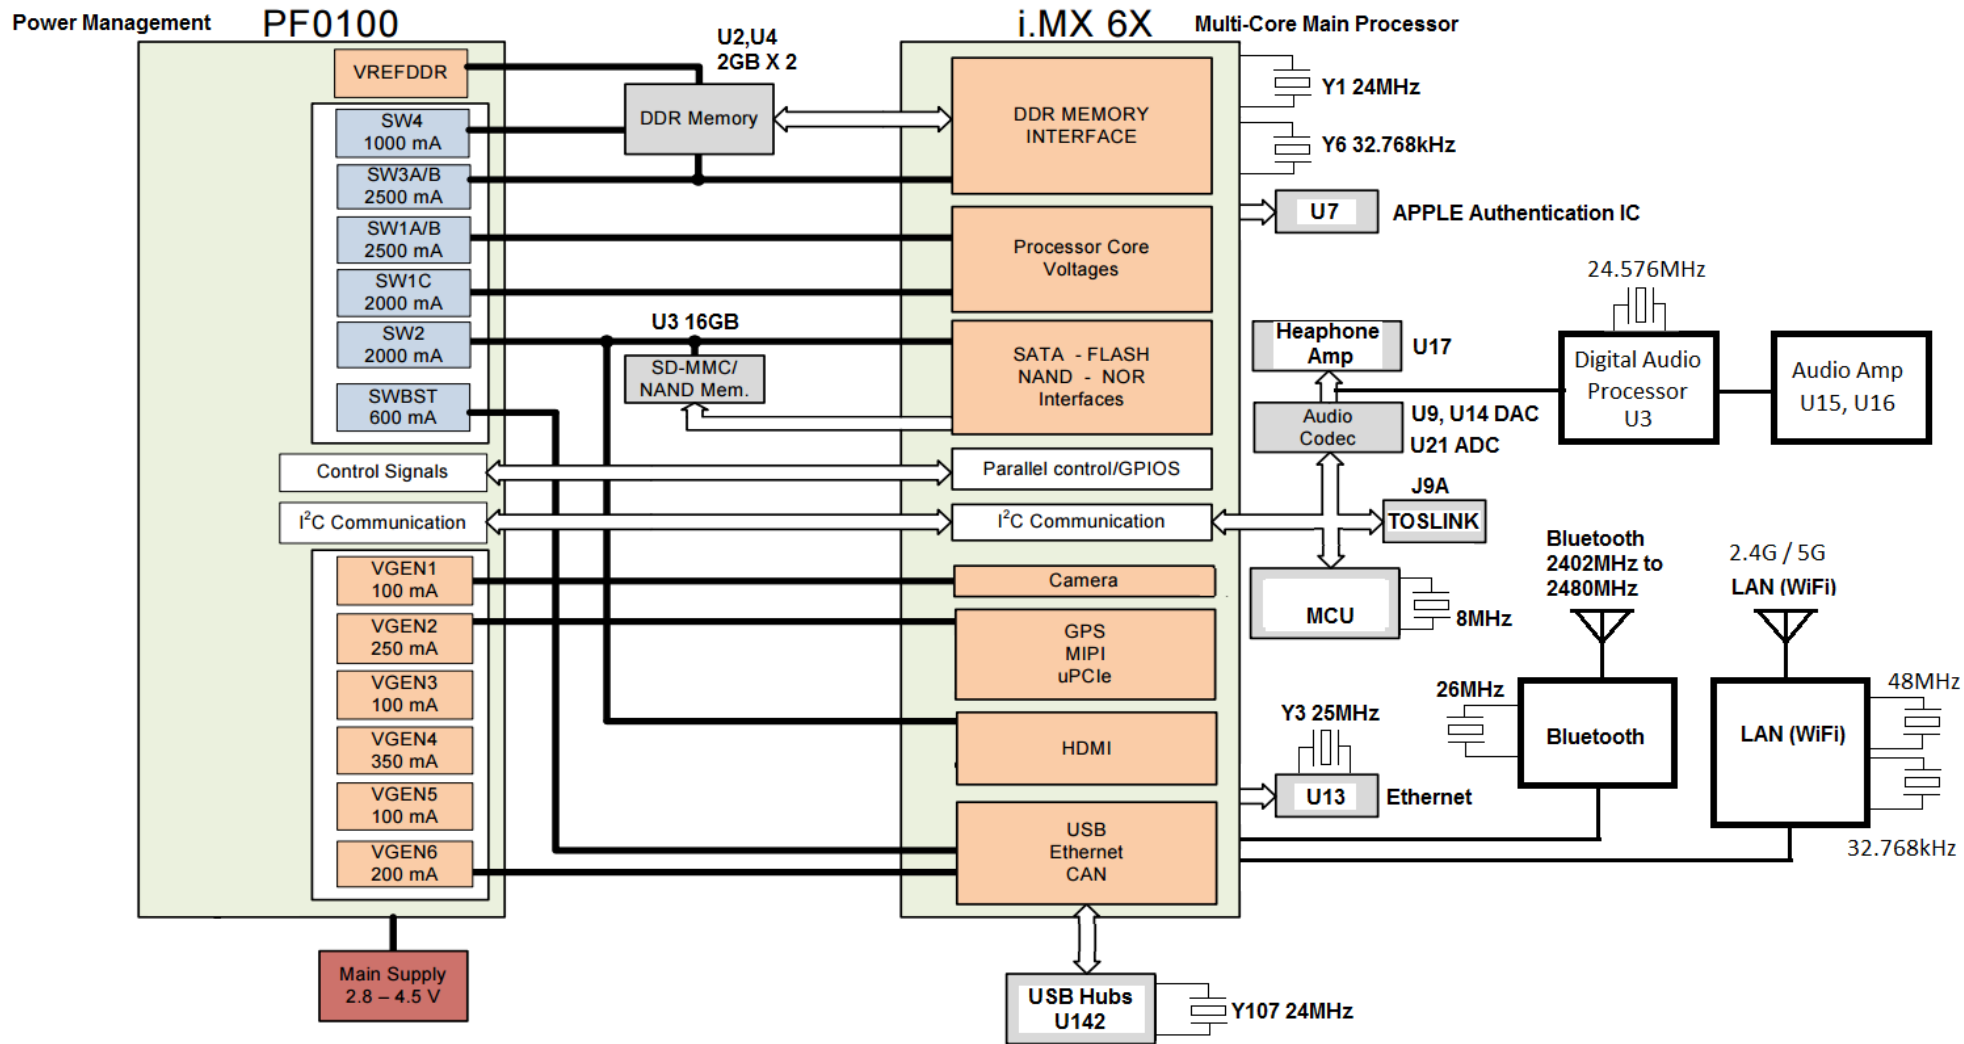 Power Management
PF0100
i.MX 6X
Multi-Core Main Processor
VREFDDR
SW4
1000 mA
SW3A/B
2500 mA
SW1A/B
2500 mA
SW1C
2000 mA
SW2
2000 mA
SWBST
600 mA
Control Signals
I²C Communication
VGEN1
100 mA
VGEN2
250 mA
VGEN3
100 mA
VGEN4
350 mA
VGEN5
100 mA
VGEN6
200 mA
Main Supply
2.8 – 4.5 V
U2,U4
2GB X 2
DDR Memory
U3 16GB
SD-MMC/
NAND Mem.
DDR MEMORY
INTERFACE
Processor Core
Voltages
SATA - FLASH
NAND - NOR
Interfaces
Parallel control/GPIOS
I²C Communication
Camera
GPS
MIPI
uPCIe
HDMI
USB
Ethernet
CAN
USB Hubs
U142
Y107 24MHz
Y1 24MHz
Y6 32.768kHz
U7
APPLE Authentication IC
Heaphone
Amp
U17
Audio
Codec
U9, U14 DAC
U21 ADC
24.576MHz
Digital Audio
Processor
U3
Audio Amp
U15, U16
J9A
TOSLINK
MCU
8MHz
Y3 25MHz
U13
Ethernet
Bluetooth
2402MHz to
2480MHz
26MHz
Bluetooth
2.4G / 5G
LAN (WiFi)
48MHz
LAN (WiFi)
32.768kHz